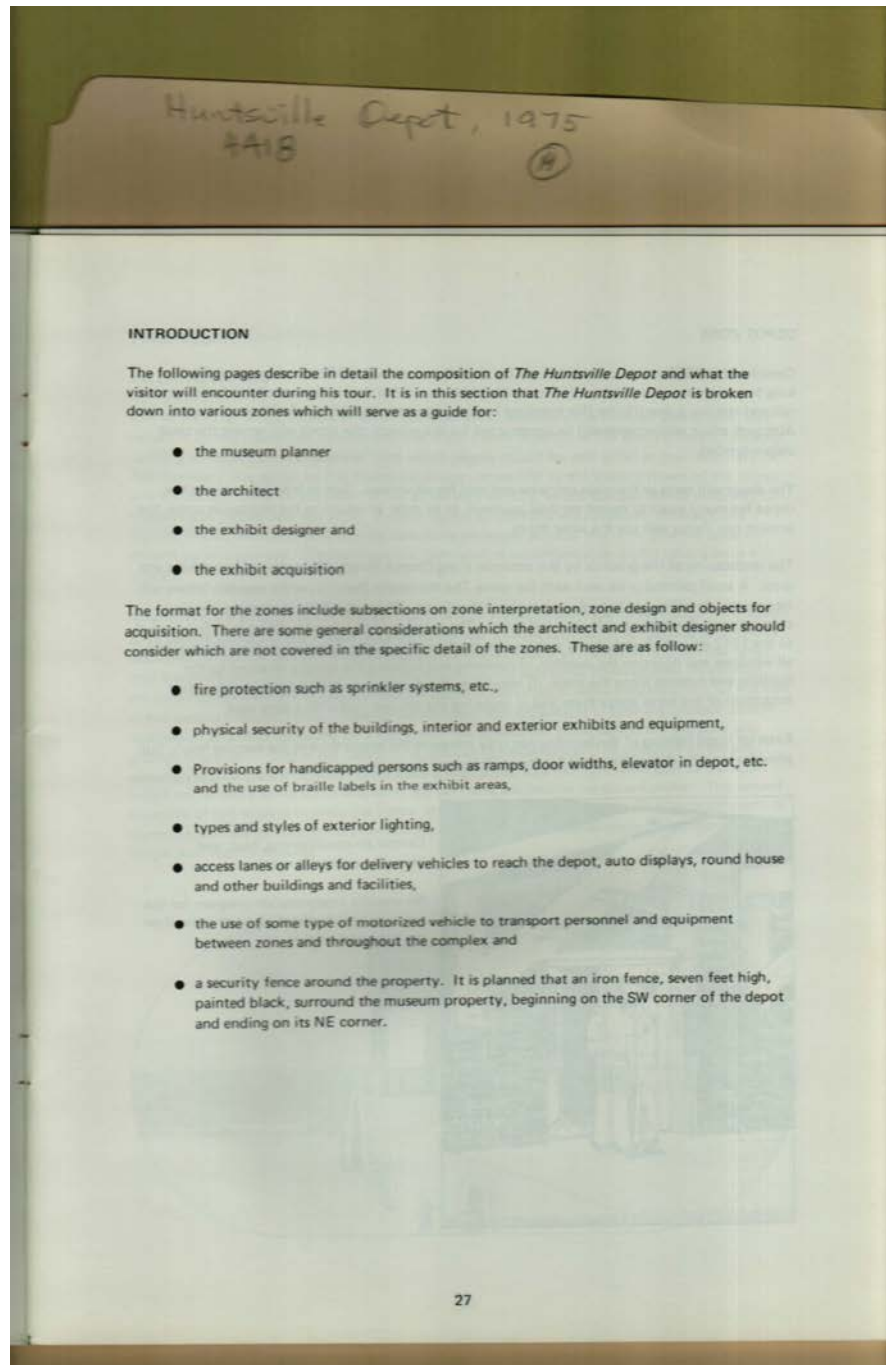 Huntsville Depot, 1975
4418
A
INTRODUCTION
The following pages describe in detail the composition of The Huntsville Depot and what the
visitor will encounter during his tour. It is in this section that The Huntsville Depot is broken
down into various zones which will serve as a guide for:
● the museum planner
● the architect
● the exhibit designer and
● the exhibit acquisition
The format for the zones include subsections on zone interpretation, zone design and objects for
acquisition. There are some general considerations which the architect and exhibit designer should
consider which are not covered in the specific detail of the zones. These are as follow:
● fire protection such as sprinkler systems, etc.,
● physical security of the buildings, interior and exterior exhibits and equipment,
● Provisions for handicapped persons such as ramps, door widths, elevator in depot, etc.
and the use of braille labels in the exhibit areas,
● types and styles of exterior lighting,
● access lanes or alleys for delivery vehicles to reach the depot, auto displays, round house
and other buildings and facilities,
● the use of some type of motorized vehicle to transport personnel and equipment
between zones and throughout the complex and
● a security fence around the property. It is planned that an iron fence, seven feet high,
painted black, surround the museum property, beginning on the SW corner of the depot
and ending on its NE corner.
27